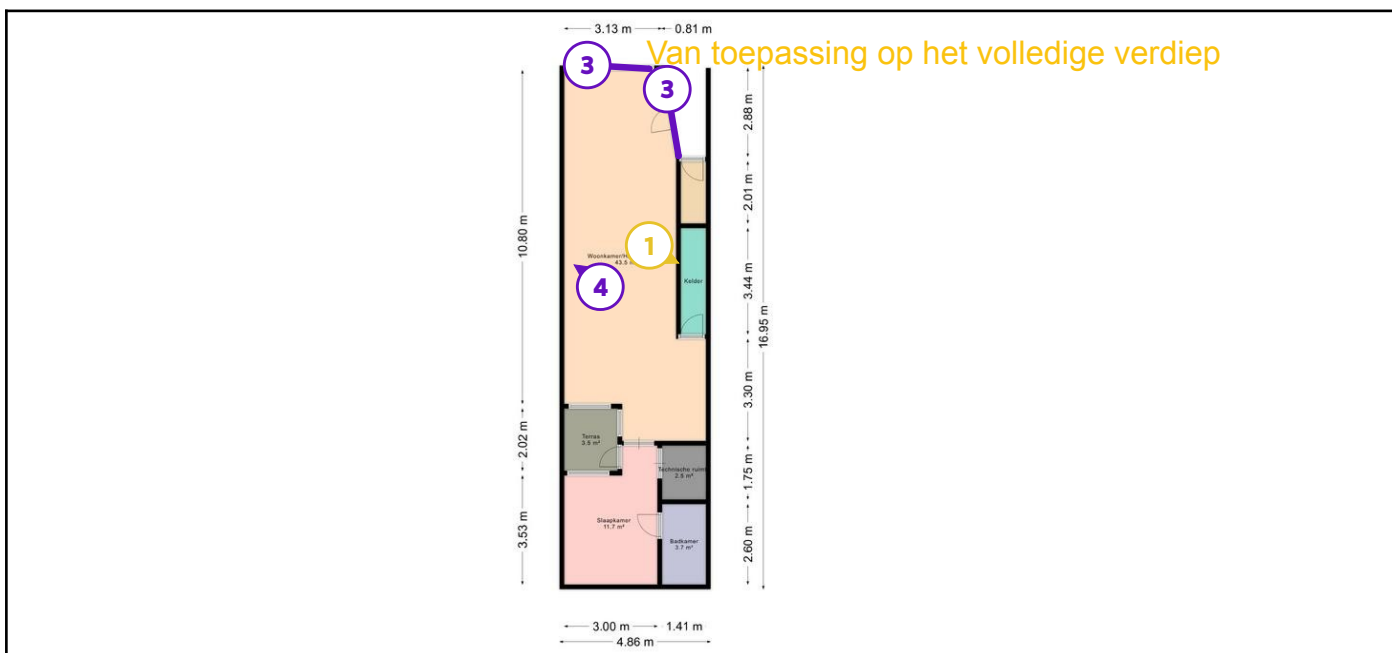 3.13 m
0.81 m
Van toepassing op het volledige verdiep
3
3
2.88 m
2.01 m
10.80 m
1
Woonkamer/H
43.5 m
4
Kelder
3.44 m
16.95 m
3.30 m
Terras
3.5 m²
2.02 m
Technische ruim
2.5 m²
1.75 m
Slaapkamer
11.7 m²
3.53 m
Badkamer
3.7 m²
2.60 m
3.00 m
1.41 m
4.86 m